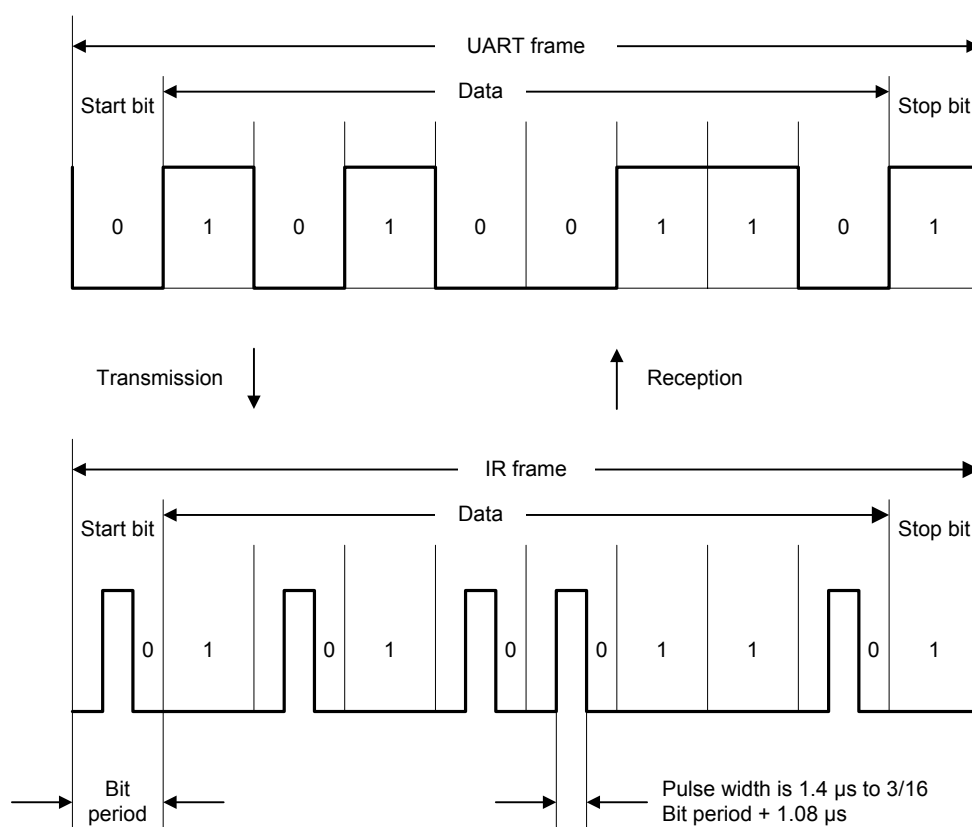 UART frame
Data
Start bit
Stop bit
0 1 0 1 0 0 1 1 0 1
Transmission
Reception
IR frame
Data
Start bit
Stop bit
0 1 0 1 0 0 1 1 0 1
Bit
period
Pulse width is 1.4 µs to 3/16
Bit period + 1.08 µs